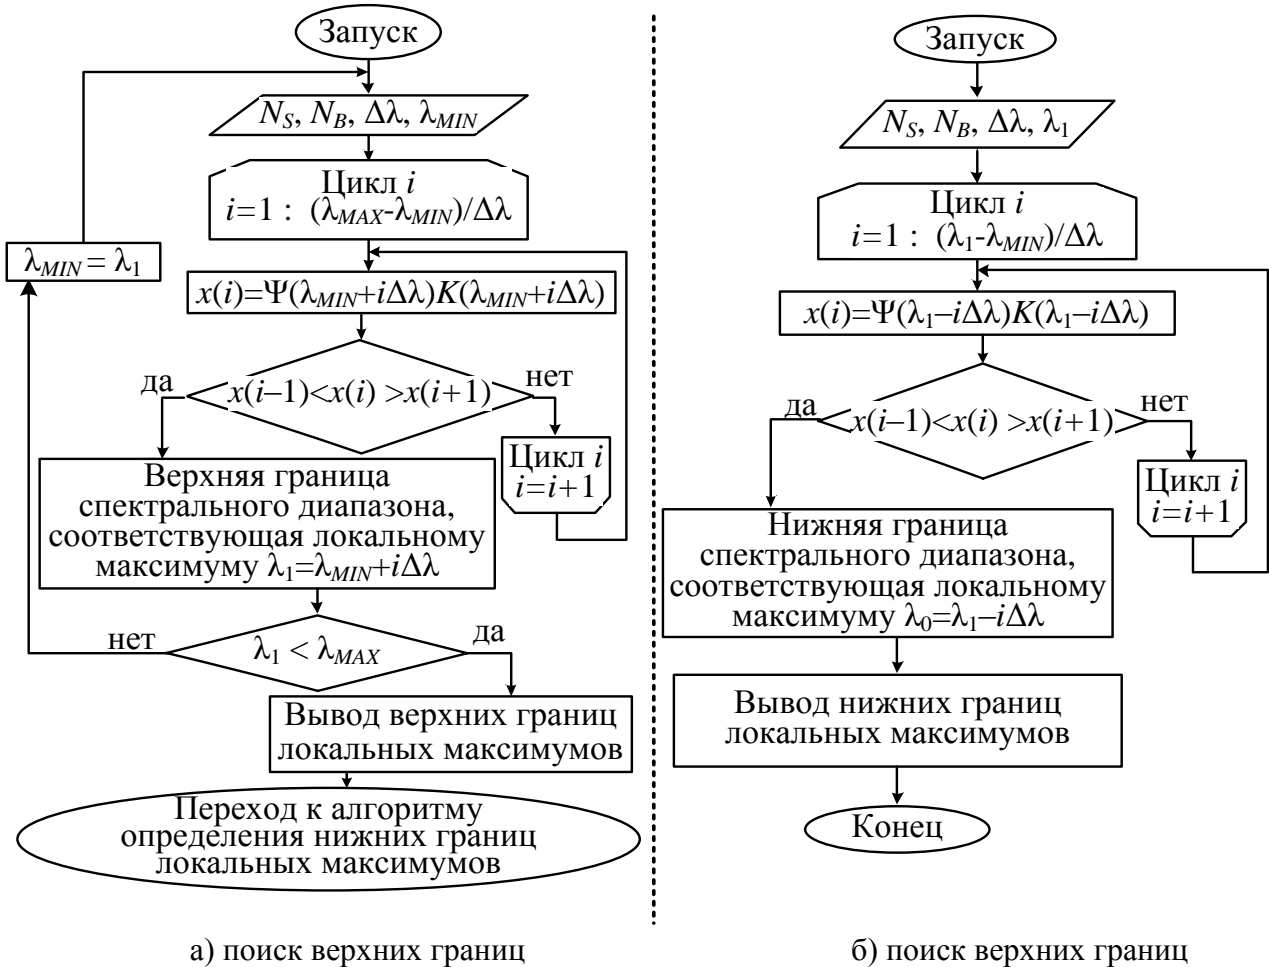 Запуск
N_S, N_B, Δλ, λ_MIN
Цикл i
i=1 : (λ_MAX-λ_MIN)/Δλ
λ_MIN = λ_1
x(i)=Ψ(λ_MIN+iΔλ)K(λ_MIN+iΔλ)
да
x(i–1)<x(i) >x(i+1)
нет
Цикл i
i=i+1
Верхняя граница
спектрального диапазона,
соответствующая локальному
максимуму λ_1=λ_MIN+iΔλ
нет
λ_1 < λ_MAX
да
Вывод верхних границ
локальных максимумов
Переход к алгоритму
определения нижних границ
локальных максимумов
а) поиск верхних границ
Запуск
N_S, N_B, Δλ, λ_1
Цикл i
i=1 : (λ_1-λ_MIN)/Δλ
x(i)=Ψ(λ_1–iΔλ)K(λ_1–iΔλ)
да
x(i–1)<x(i) >x(i+1)
нет
Цикл i
i=i+1
Нижняя граница
спектрального диапазона,
соответствующая локальному
максимуму λ_0=λ_1–iΔλ
Вывод нижних границ
локальных максимумов
Конец
б) поиск верхних границ